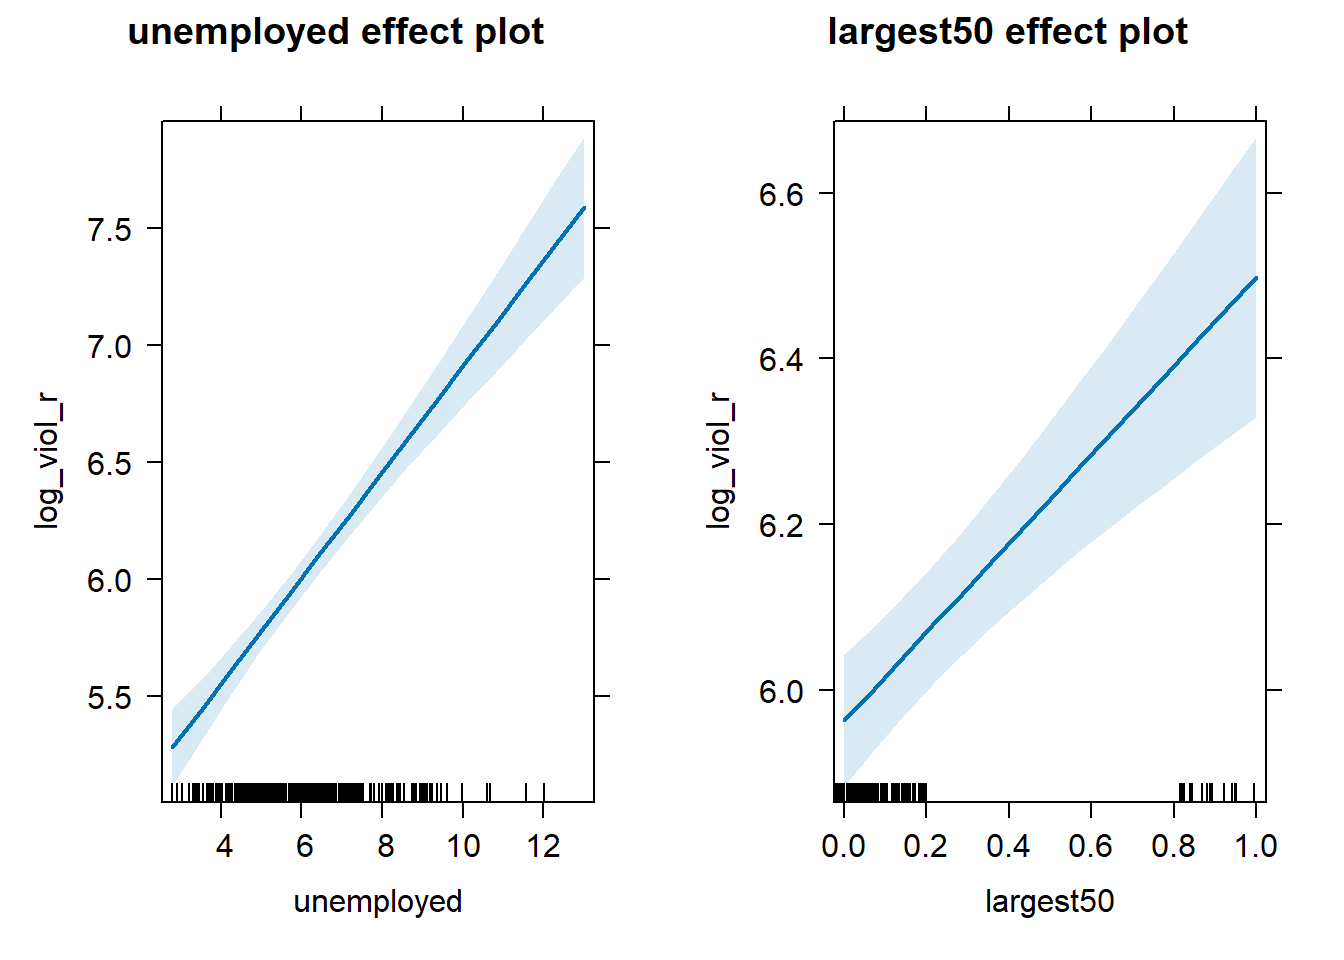 unemployed effect plot
log_viol_r
7.5
7.0
6.5
6.0
5.5
4 6 8 10 12
unemployed
largest50 effect plot
log_viol_r
6.6
6.4
6.2
6.0
0.0 0.2 0.4 0.6 0.8 1.0
largest50